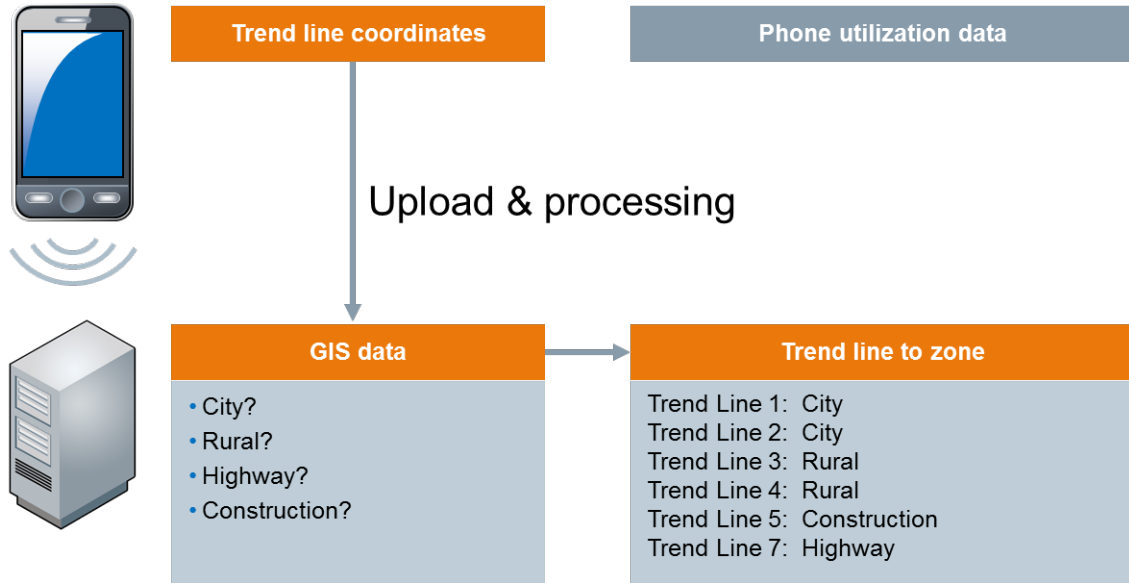 Trend line coordinates
Phone utilization data
Upload & processing
GIS data
• City?
• Rural?
• Highway?
• Construction?
Trend line to zone
Trend Line 1: City
Trend Line 2: City
Trend Line 3: Rural
Trend Line 4: Rural
Trend Line 5: Construction
Trend Line 7: Highway